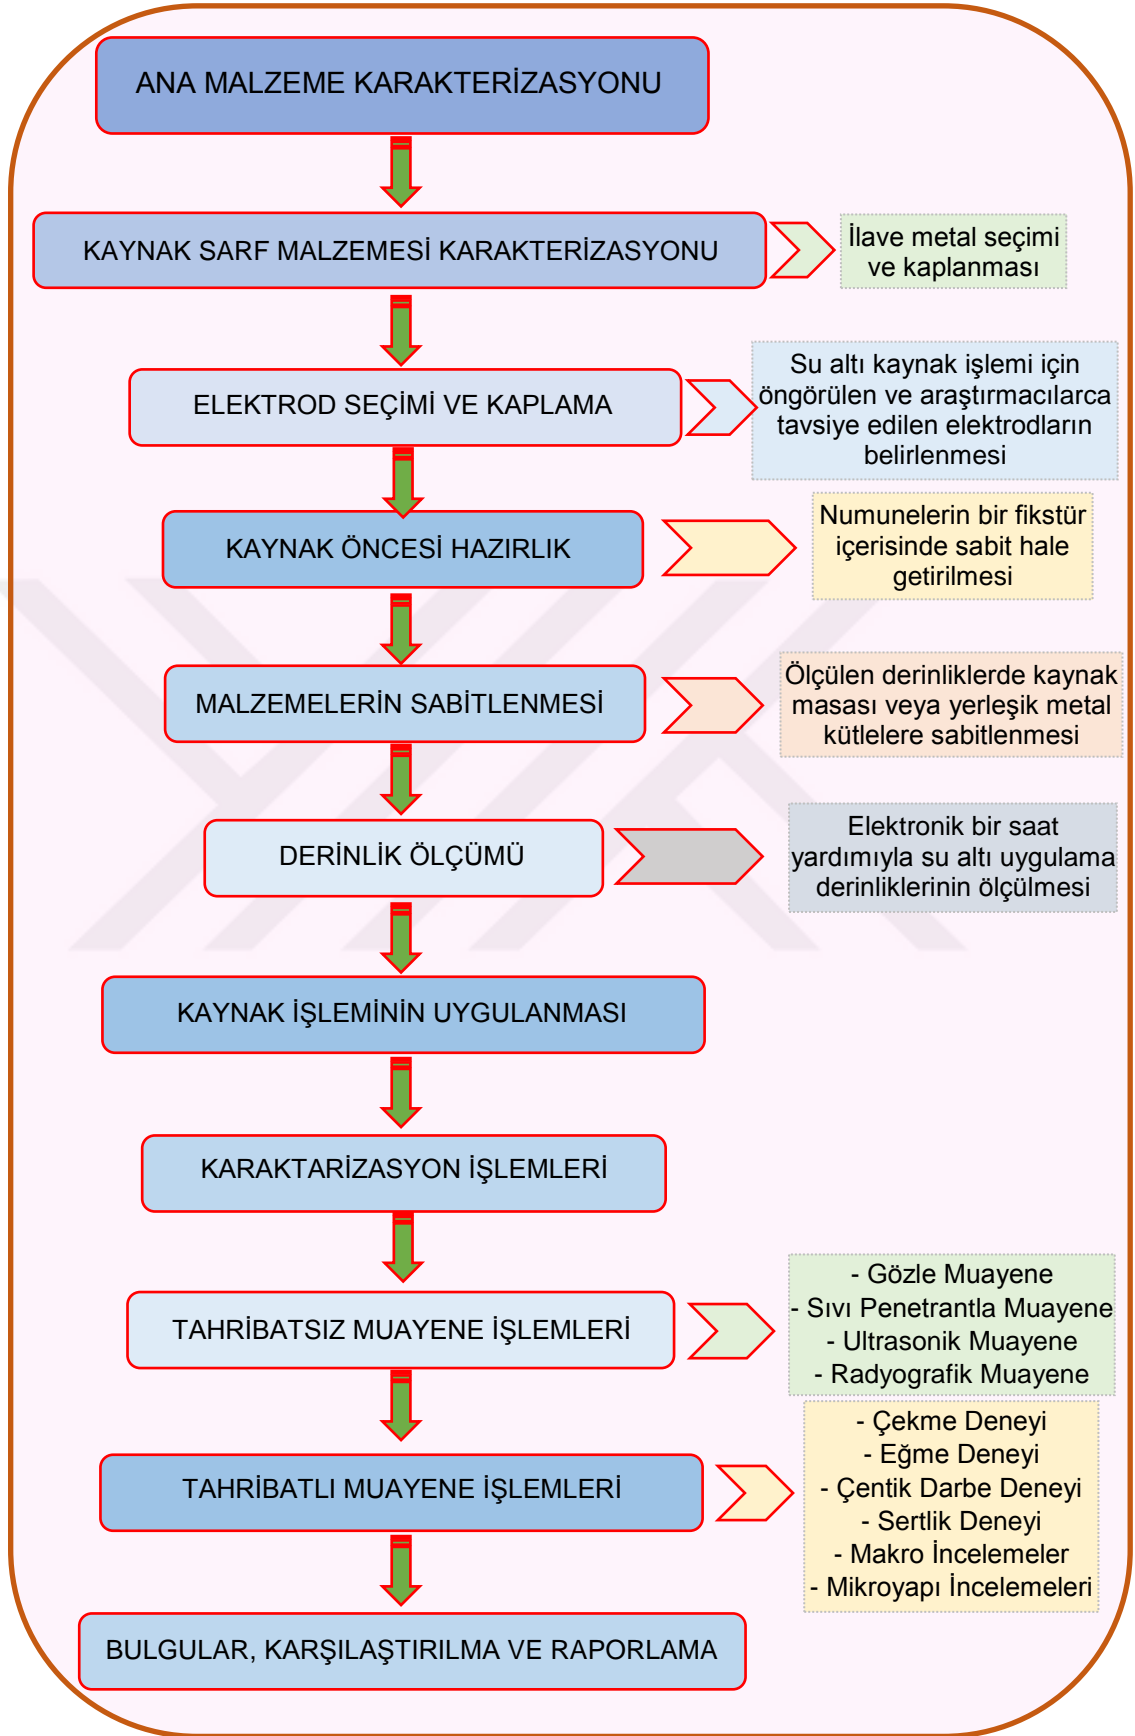 ANA MALZEME KARAKTERİZASYONU
KAYNAK SARF MALZEMESİ KARAKTERİZASYONU
İlave metal seçimi
ve kaplanması
ELEKTROD SEÇİMİ VE KAPLAMA
Su altı kaynak işlemi için
öngörülen ve araştırmacılarca
tavsiye edilen elektrodların
belirlenmesi
KAYNAK ÖNCESİ HAZIRLIK
Numunelerin bir fikstür
içerisinde sabit hale
getirilmesi
MALZEMELERİN SABİTLENMESİ
Ölçülen derinliklerde kaynak
masası veya yerleşik metal
kütlelere sabitlenmesi
DERİNLİK ÖLÇÜMÜ
Elektronik bir saat
yardımıyla su altı uygulama
derinliklerinin ölçülmesi
KAYNAK İŞLEMİNİN UYGULANMASI
KARAKTARİZASYON İŞLEMLERİ
TAHRİBATSIZ MUAYENE İŞLEMLERİ
- Gözle Muayene
- Sıvı Penetrantla Muayene
- Ultrasonik Muayene
- Radyografik Muayene
TAHRİBATLI MUAYENE İŞLEMLERİ
- Çekme Deneyi
- Eğme Deneyi
- Çentik Darbe Deneyi
- Sertlik Deneyi
- Makro İncelemeler
- Mikroyapı İncelemeleri
BULGULAR, KARŞILAŞTIRILMA VE RAPORLAMA